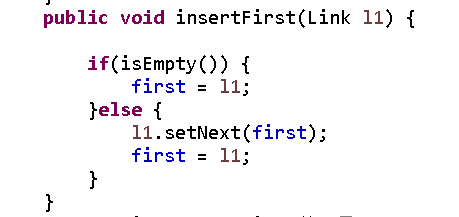 public void insertFirst(Link l1) {
if(isEmpty()) {
first = l1;
}else {
l1.setNext(first);
first = l1;
}
}